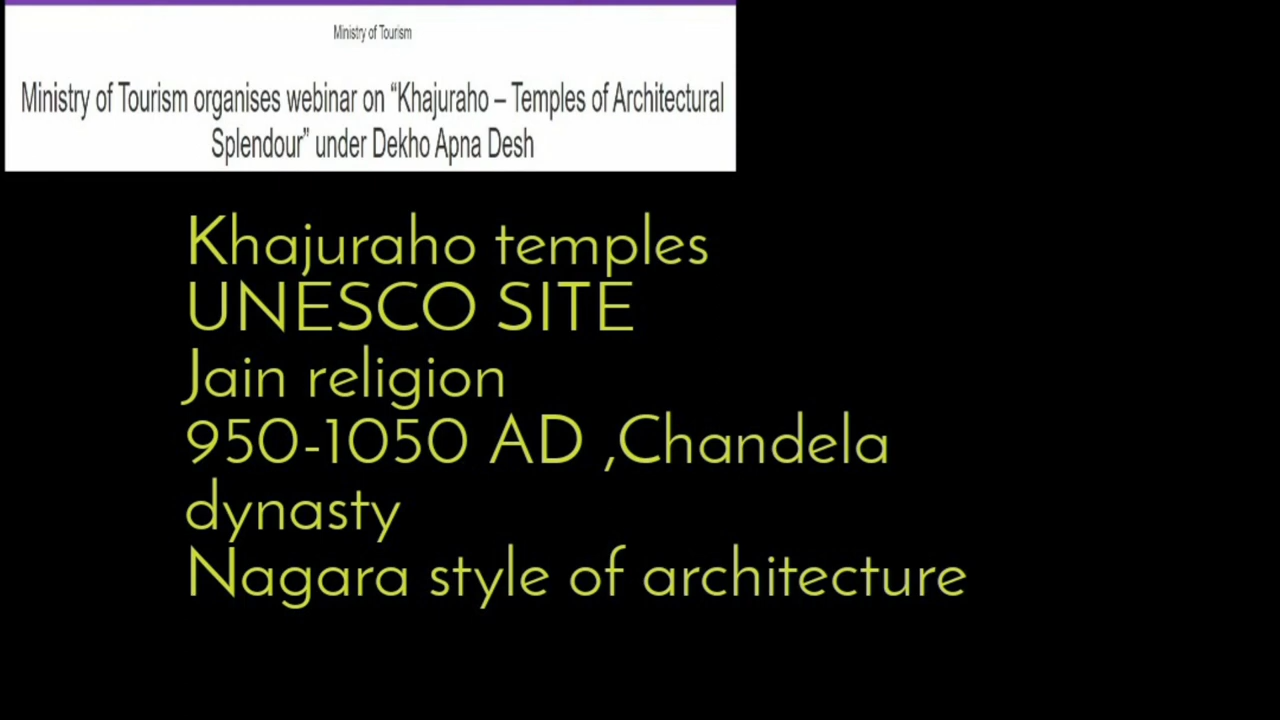 Ministry of Tourism
Ministry of Tourism organises webinar on “Khajuraho – Temples of Architectural
Splendour” under Dekho Apna Desh
Khajuraho temples
UNESCO SITE
Jain religion
950-1050 AD ,Chandela
dynasty
Nagara style of architecture